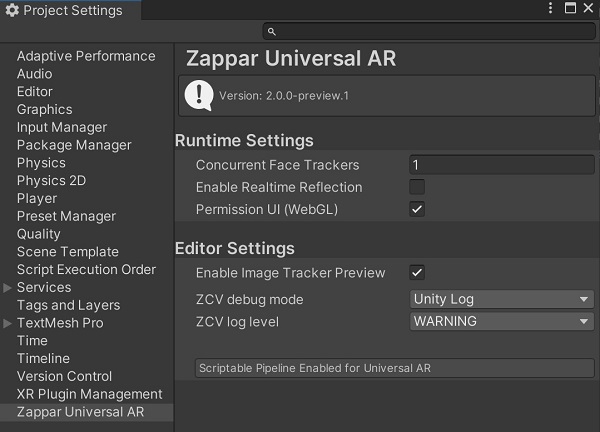 Project Settings
Adaptive Performance
Audio
Editor
Graphics
Input Manager
Package Manager
Physics
Physics 2D
Player
Preset Manager
Quality
Scene Template
Script Execution Order
Services
Tags and Layers
TextMesh Pro
Time
Timeline
Version Control
XR Plugin Management
Zappar Universal AR
Zappar Universal AR
Version: 2.0.0-preview.1
Runtime Settings
Concurrent Face Trackers 1
Enable Realtime Reflection
Permission UI (WebGL)
Editor Settings
Enable Image Tracker Preview
ZCV debug mode Unity Log
ZCV log level WARNING
Scriptable Pipeline Enabled for Universal AR